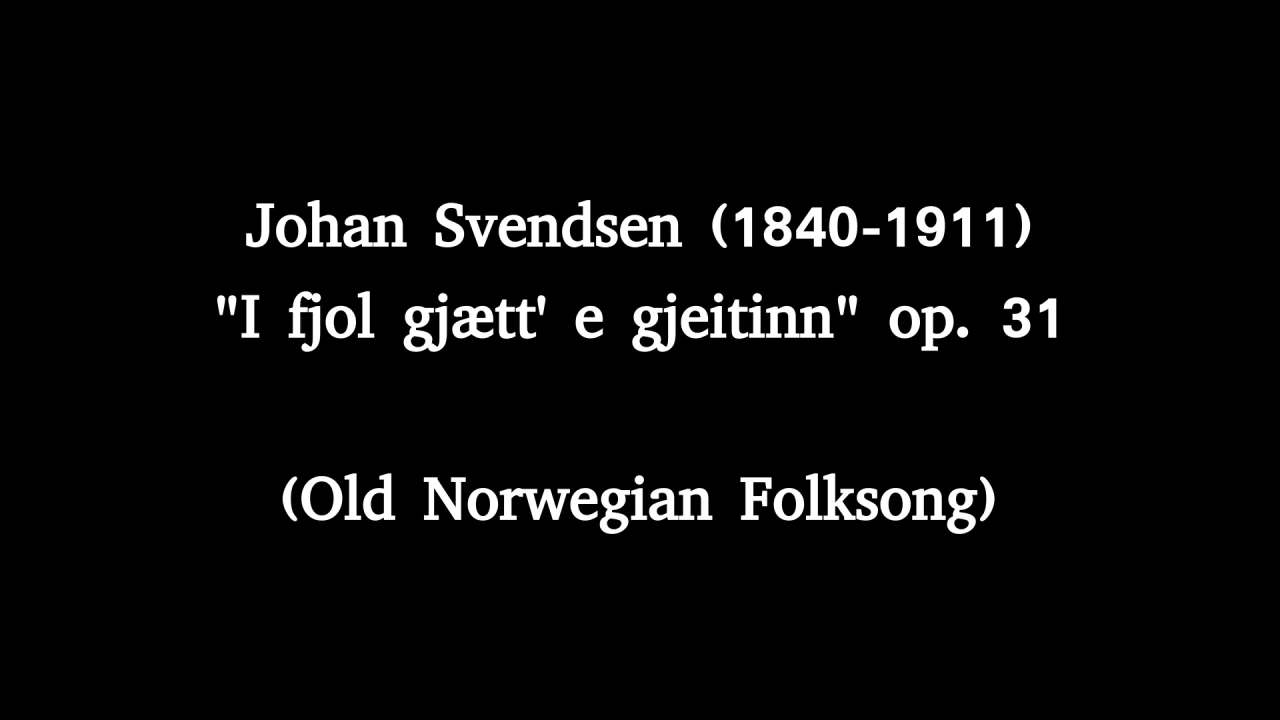 Johan Svendsen (1840-1911)
"I fjol gjætt' e gjeitinn" op. 31
(Old Norwegian Folksong)